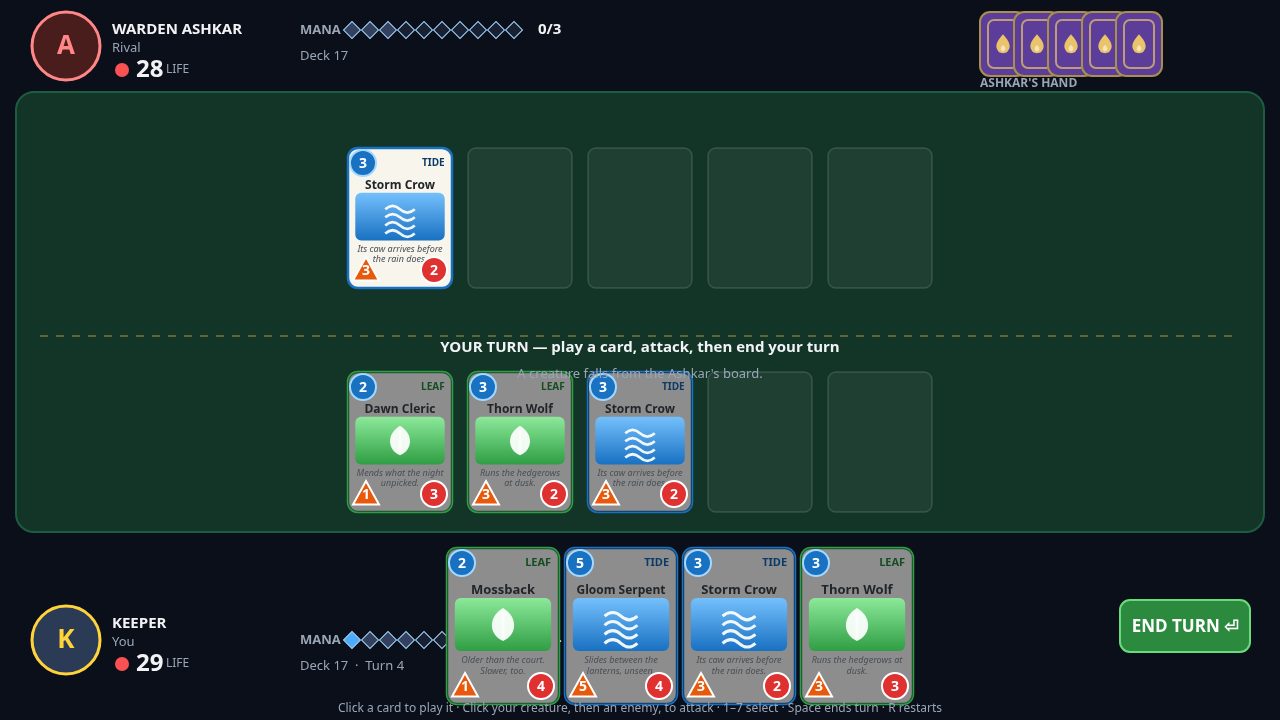 A
WARDEN ASHKAR
Rival
28 LIFE
MANA 0/3
Deck 17
ASHKAR'S HAND
3 TIDE
Storm Crow
Its caw arrives before
the rain does.
3 2
YOUR TURN — play a card, attack, then end your turn
A creature falls from the Ashkar's board.
2 LEAF
Dawn Cleric
Mends what the night
unpicked.
1 3
3 LEAF
Thorn Wolf
Runs the hedgerows
at dusk.
3 2
3 TIDE
Storm Crow
Its caw arrives before
the rain does.
3 2
K
KEEPER
You
29 LIFE
MANA
Deck 17 · Turn 4
2 LEAF
Mossback
Older than the court.
Slower, too.
1 4
5 TIDE
Gloom Serpent
Slides between the
lanterns, unseen.
5 4
3 TIDE
Storm Crow
Its caw arrives before
the rain does.
3 2
3 LEAF
Thorn Wolf
Runs the hedgerows at
dusk.
3 3
END TURN ⏎
Click a card to play it · Click your creature, then an enemy, to attack · 1–7 select · Space ends turn · R restarts